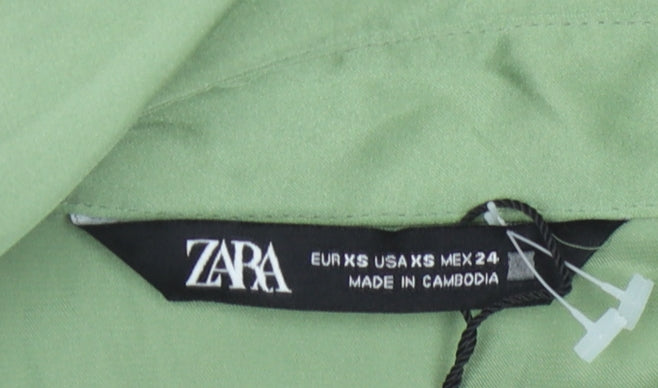 ZARA
EUR XS USA XS MEX 24
MADE IN CAMBODIA